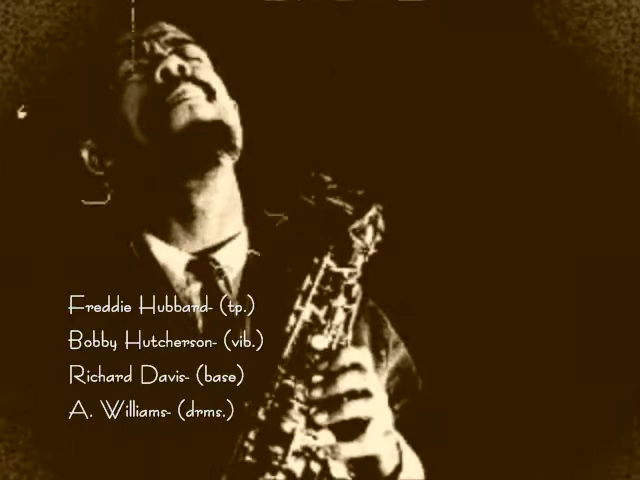 Freddie Hubbard- (tp.)
Bobby Hutcherson- (vib.)
Richard Davis- (base)
A. Williams- (drms.)